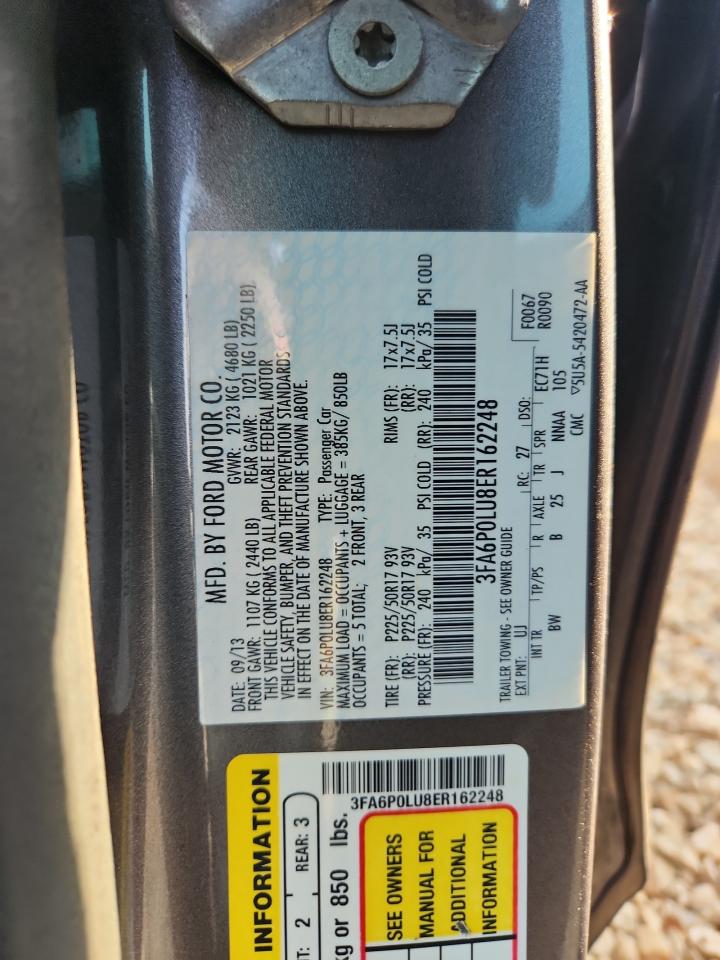 MFD. BY FORD MOTOR CO.
DATE: 09/13 GVWR: 2123 KG ( 4680 LB)
FRONT GAWR: 1107 KG ( 2440 LB) REAR GAWR: 1021 KG ( 2250 LB)
THIS VEHICLE CONFORMS TO ALL APPLICABLE FEDERAL MOTOR
VEHICLE SAFETY, BUMPER, AND THEFT PREVENTION STANDARDS
IN EFFECT ON THE DATE OF MANUFACTURE SHOWN ABOVE.
VIN: 3FA6P0LU8ER162248 TYPE: Passenger Car
MAXIMUM LOAD = OCCUPANTS + LUGGAGE = 385KG/ 850LB
OCCUPANTS = 5 TOTAL; 2 FRONT, 3 REAR
TIRE (FR): P225/50R17 93V RIMS (FR): 17x7.5J
(RR): P225/50R17 93V (RR): 17x7.5J
PRESSURE (FR): 240 kPa/ 35 PSI COLD (RR): 240 kPa/ 35 PSI COLD
3FA6P0LU8ER162248
TRAILER TOWING - SEE OWNER GUIDE
F0067
R0090
EXT PNT: UJ RC: 27 DSO: EC71H
INT TR TP/PS R AXLE TR SPR 105
BW B 25 J NNAA
CMC ▽5U5A-5420472-AA
INFORMATION
T: 2 REAR: 3
kg or 850 lbs.
3FA6P0LU8ER162248
SEE OWNERS
MANUAL FOR
ADDITIONAL
INFORMATION